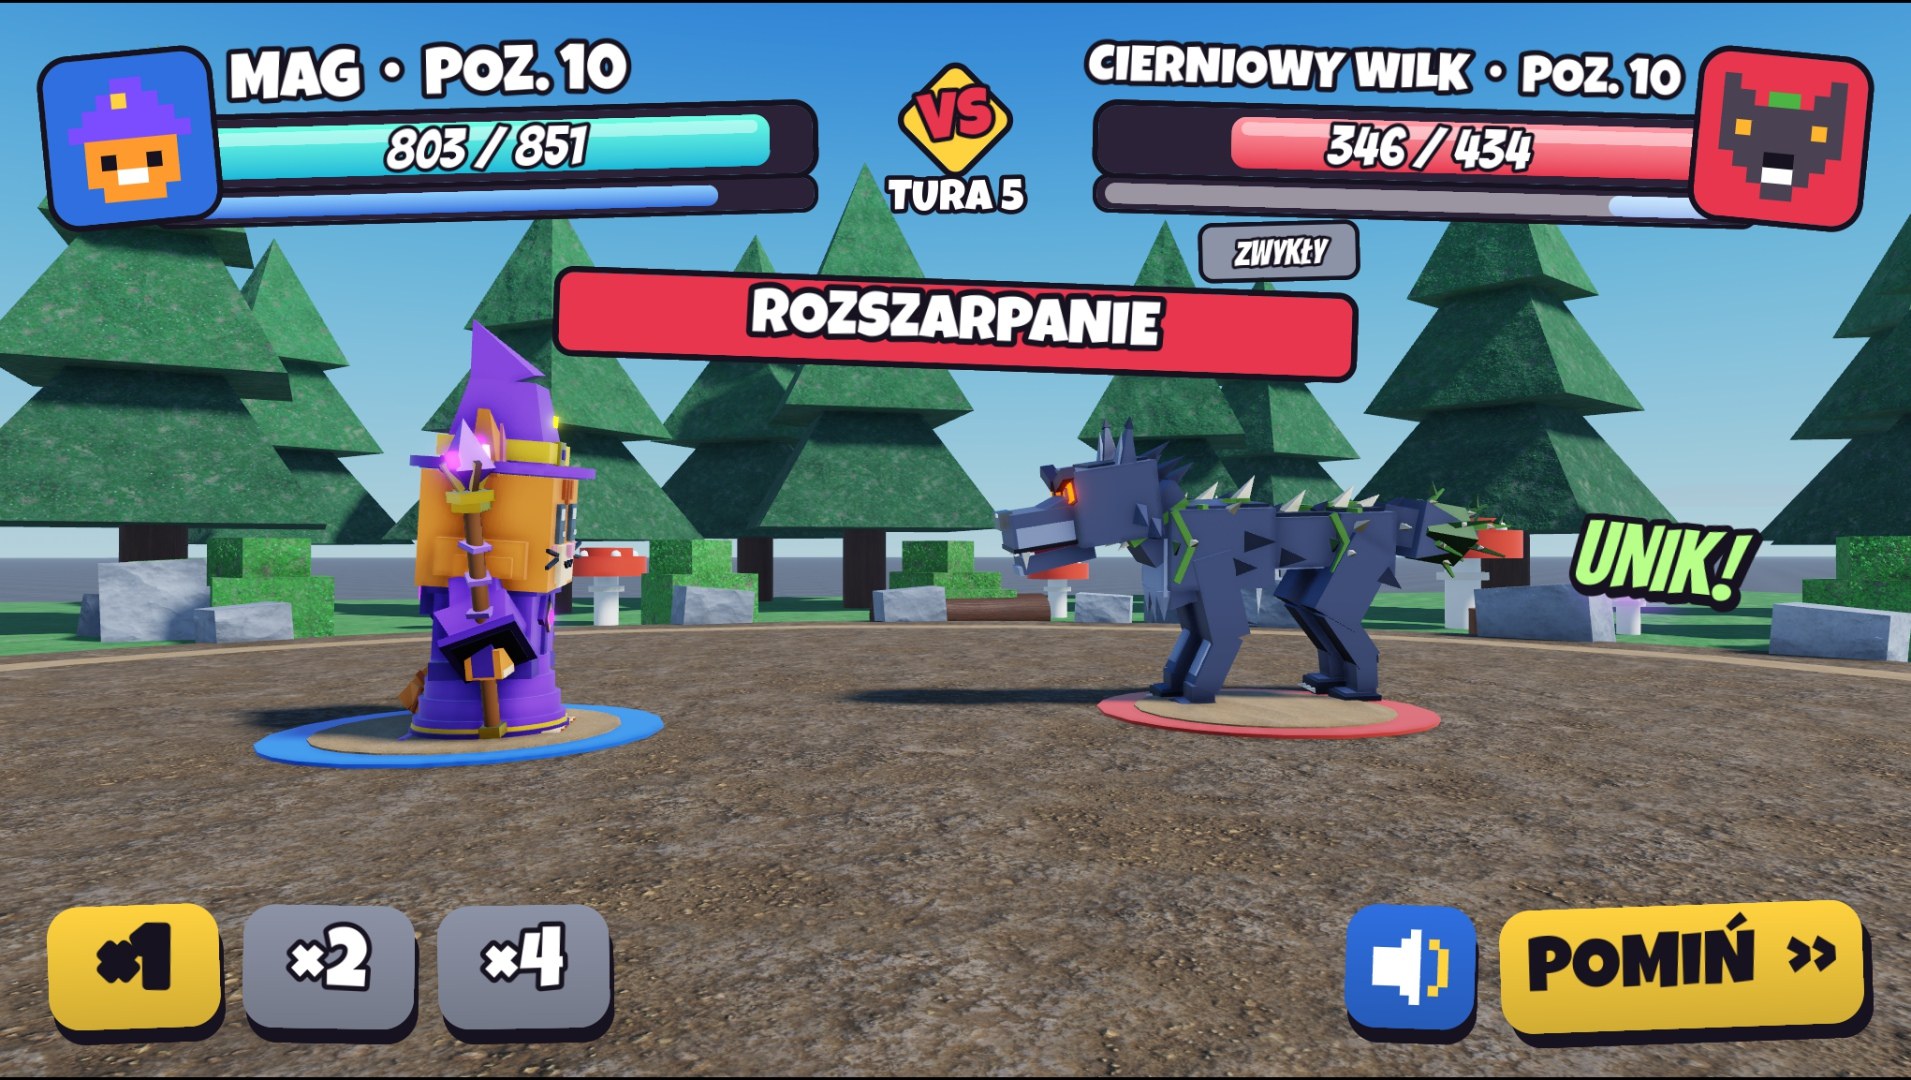 MAG • POZ. 10
803 / 851
VS
TURA 5
CIERNIOWY WILK • POZ. 10
346 / 434
ZWYKŁY
ROZSZARPANIE
UNIK!
×1
×2
×4
POMIŃ >>